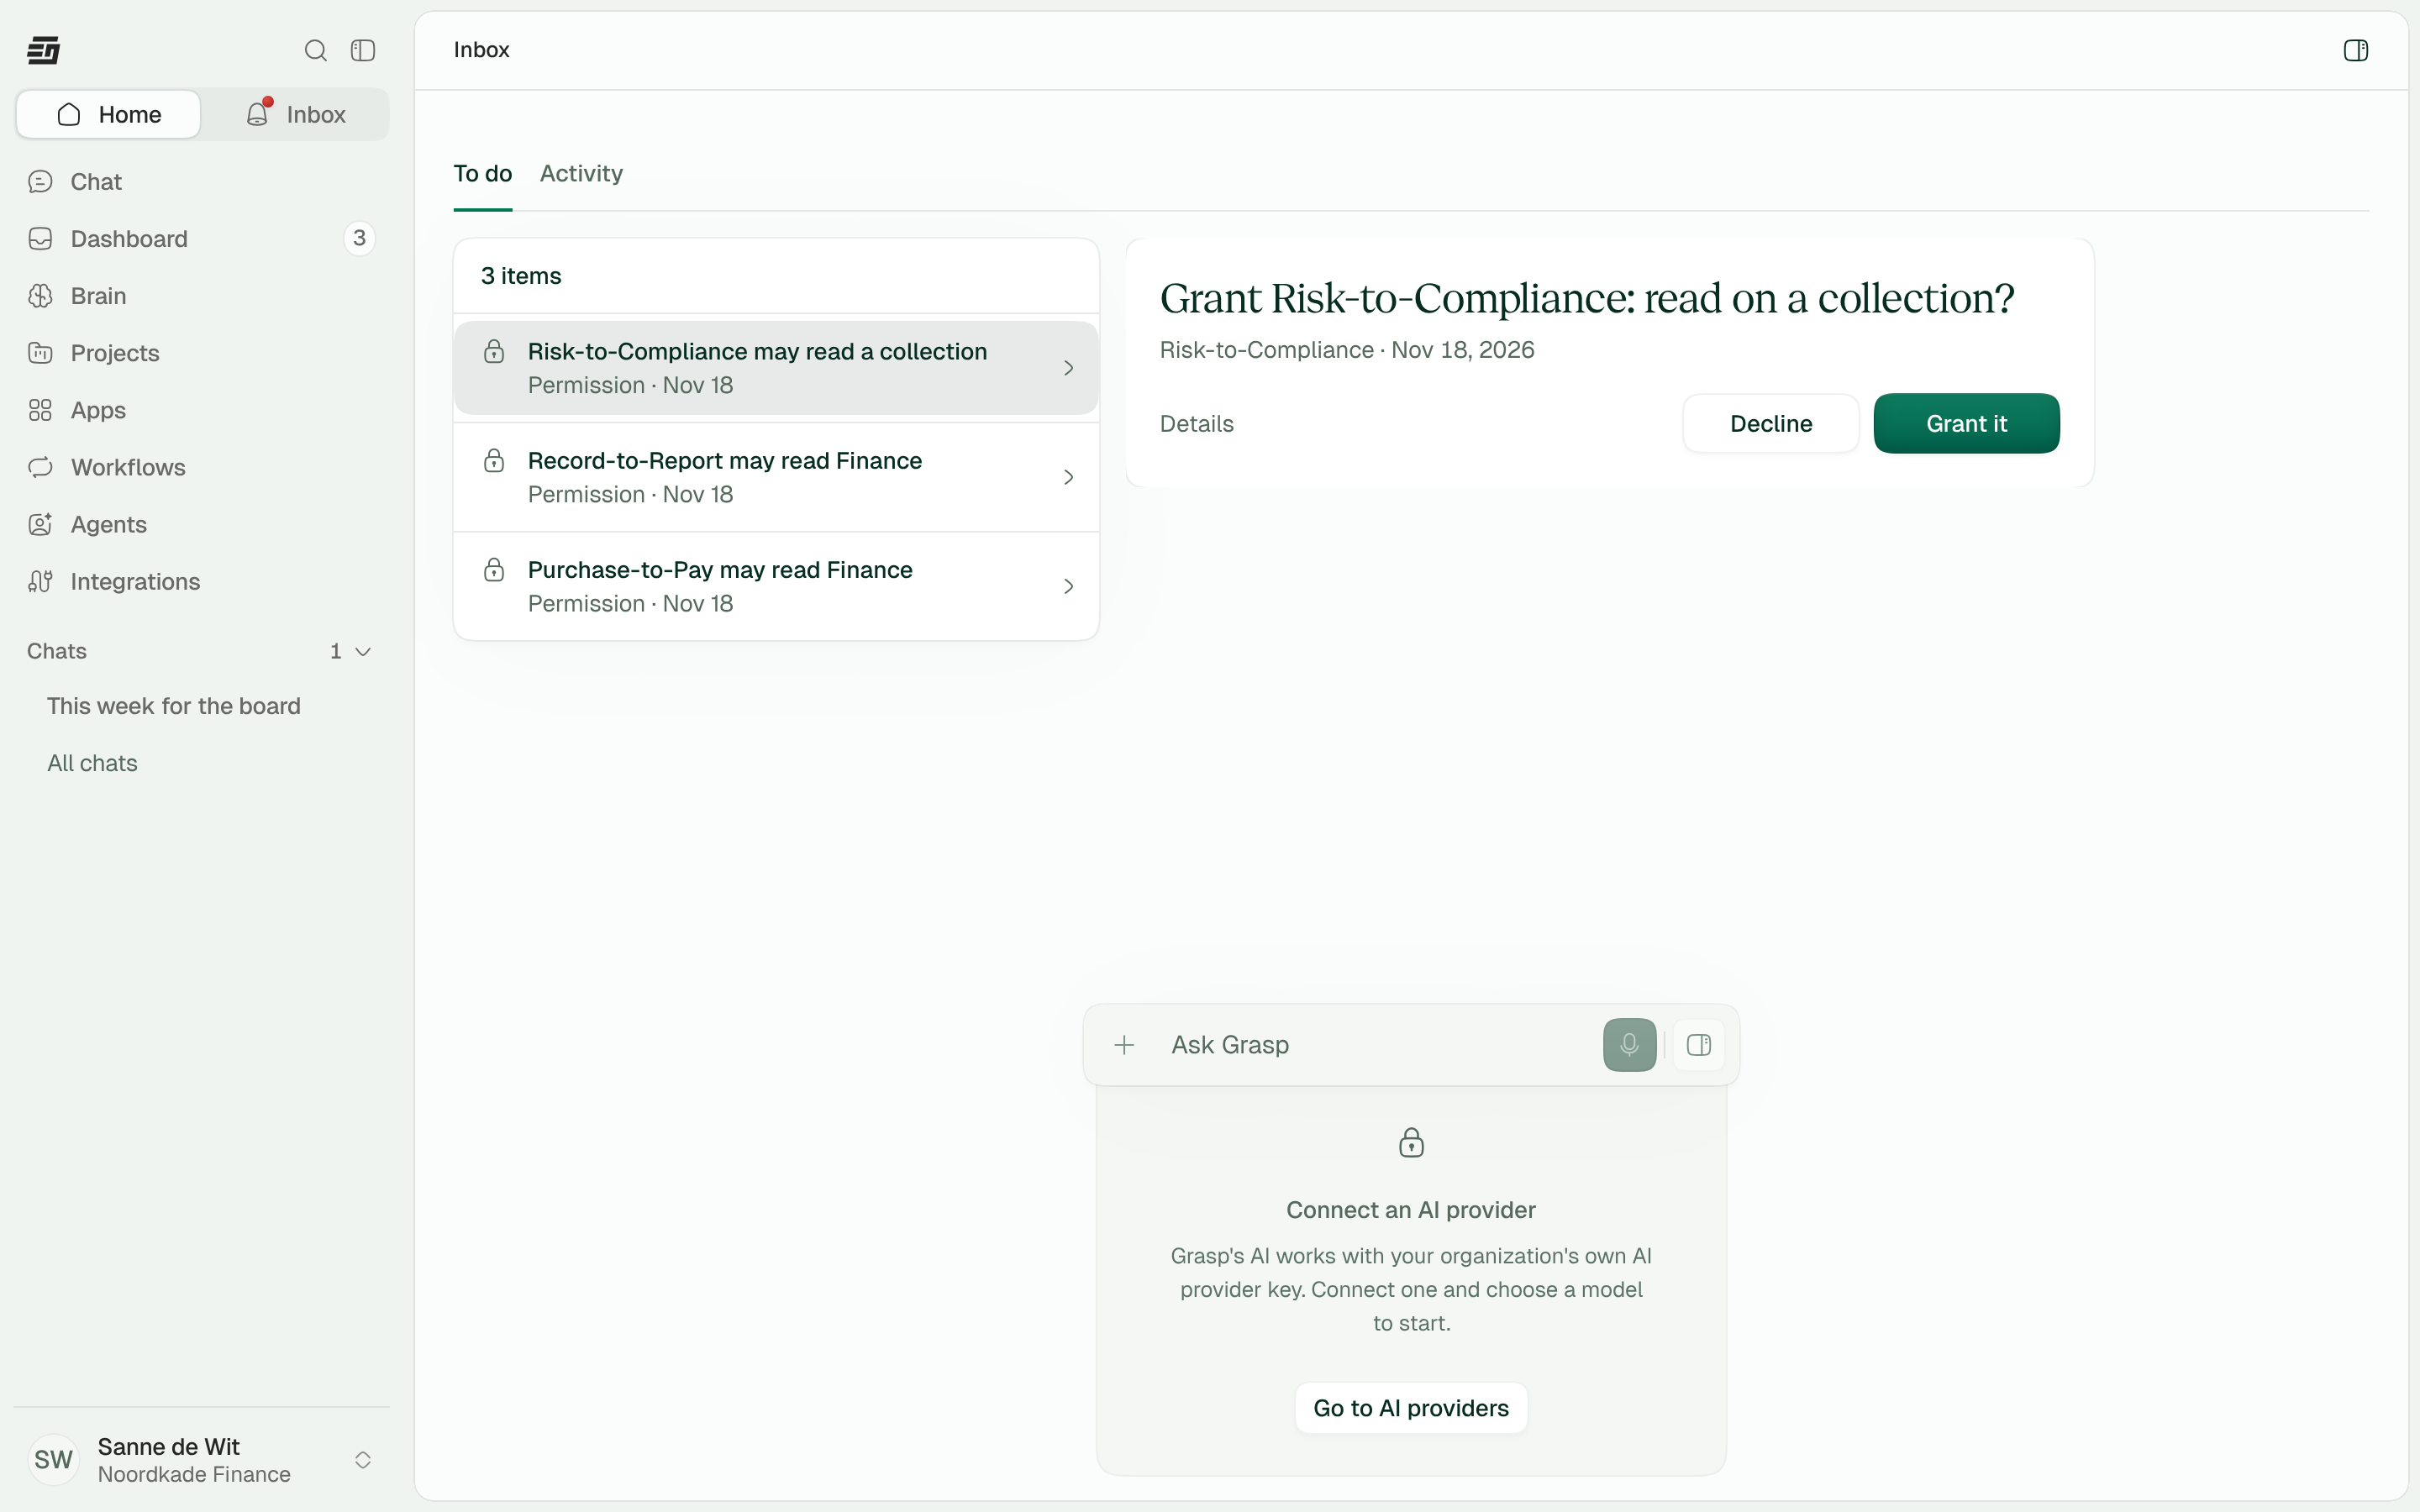 Home
Inbox
Chat
Dashboard
3
Brain
Projects
Apps
Workflows
Agents
Integrations
Chats
1
This week for the board
All chats
SW
Sanne de Wit
Noordkade Finance
Inbox
To do
Activity
3 items
Risk-to-Compliance may read a collection
Permission · Nov 18
Record-to-Report may read Finance
Permission · Nov 18
Purchase-to-Pay may read Finance
Permission · Nov 18
Grant Risk-to-Compliance: read on a collection?
Risk-to-Compliance · Nov 18, 2026
Details
Decline
Grant it
Ask Grasp
Connect an AI provider
Grasp's AI works with your organization's own AI
provider key. Connect one and choose a model
to start.
Go to AI providers